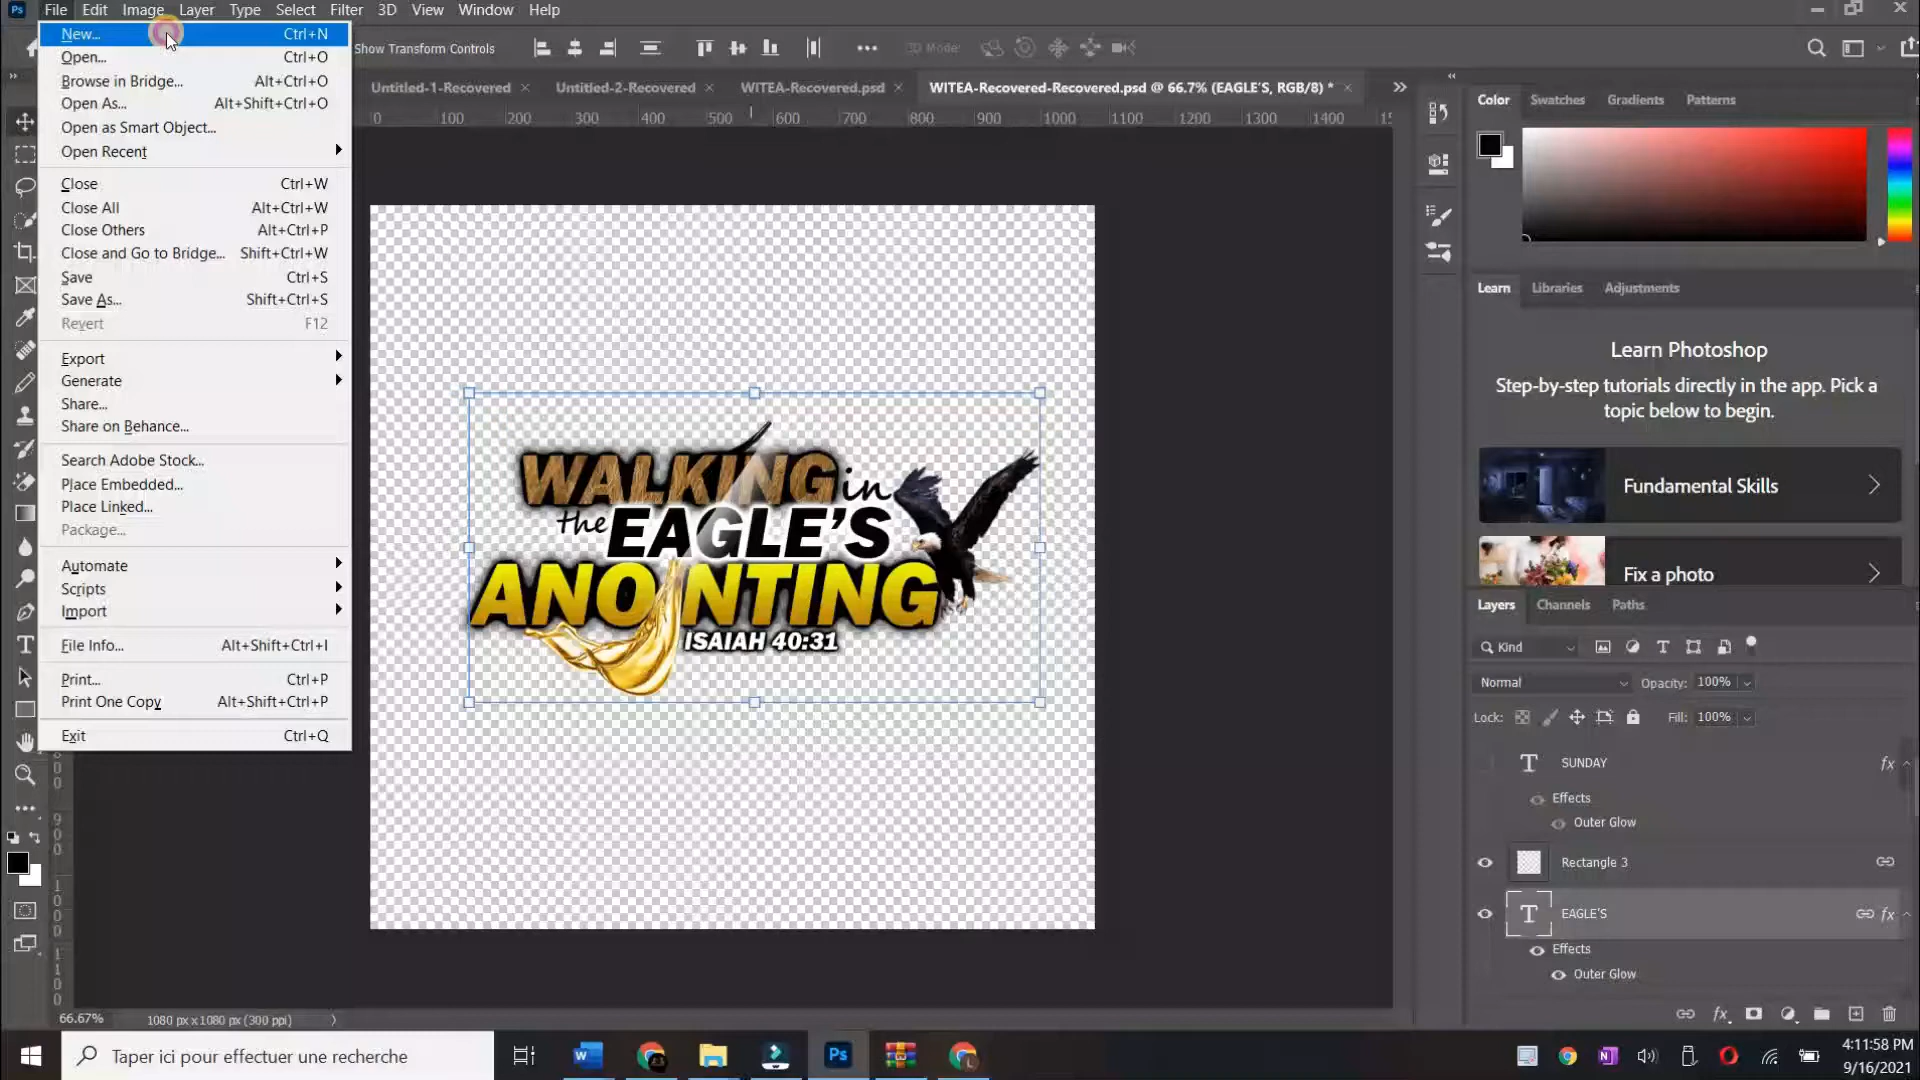 File Edit Image Layer Type Select Filter 3D View Window Help
New... Ctrl+N
Open... Ctrl+O
Browse in Bridge... Alt+Ctrl+O
Open As... Alt+Shift+Ctrl+O
Open as Smart Object...
Open Recent
Close Ctrl+W
Close All Alt+Ctrl+W
Close Others Alt+Ctrl+P
Close and Go to Bridge... Shift+Ctrl+W
Save Ctrl+S
Save As... Shift+Ctrl+S
Revert F12
Export
Generate
Share...
Share on Behance...
Search Adobe Stock...
Place Embedded...
Place Linked...
Package...
Automate
Scripts
Import
File Info... Alt+Shift+Ctrl+I
Print... Ctrl+P
Print One Copy Alt+Shift+Ctrl+P
Exit Ctrl+Q
Show Transform Controls
3D Mode:
Untitled-1-Recovered Untitled-2-Recovered WITEA-Recovered.psd WITEA-Recovered-Recovered.psd @ 66.7% (EAGLE'S, RGB/8) *
0 100 200 300 400 500 600 700 800 900 1000 1100 1200 1300 1400
WALKING in
the EAGLE'S
ANOINTING
ISAIAH 40:31
900
1000
1100
66.67% 1080 px x 1080 px (300 ppi)
Color Swatches Gradients Patterns
Learn Libraries Adjustments
Learn Photoshop
Step-by-step tutorials directly in the app. Pick a
topic below to begin.
Fundamental Skills
Fix a photo
Layers Channels Paths
Kind
Normal Opacity: 100%
Lock: Fill: 100%
T SUNDAY fx
Effects
Outer Glow
Rectangle 3
T EAGLE'S fx
Effects
Outer Glow
fx
Taper ici pour effectuer une recherche
Ps
4:11:58 PM
9/16/2021